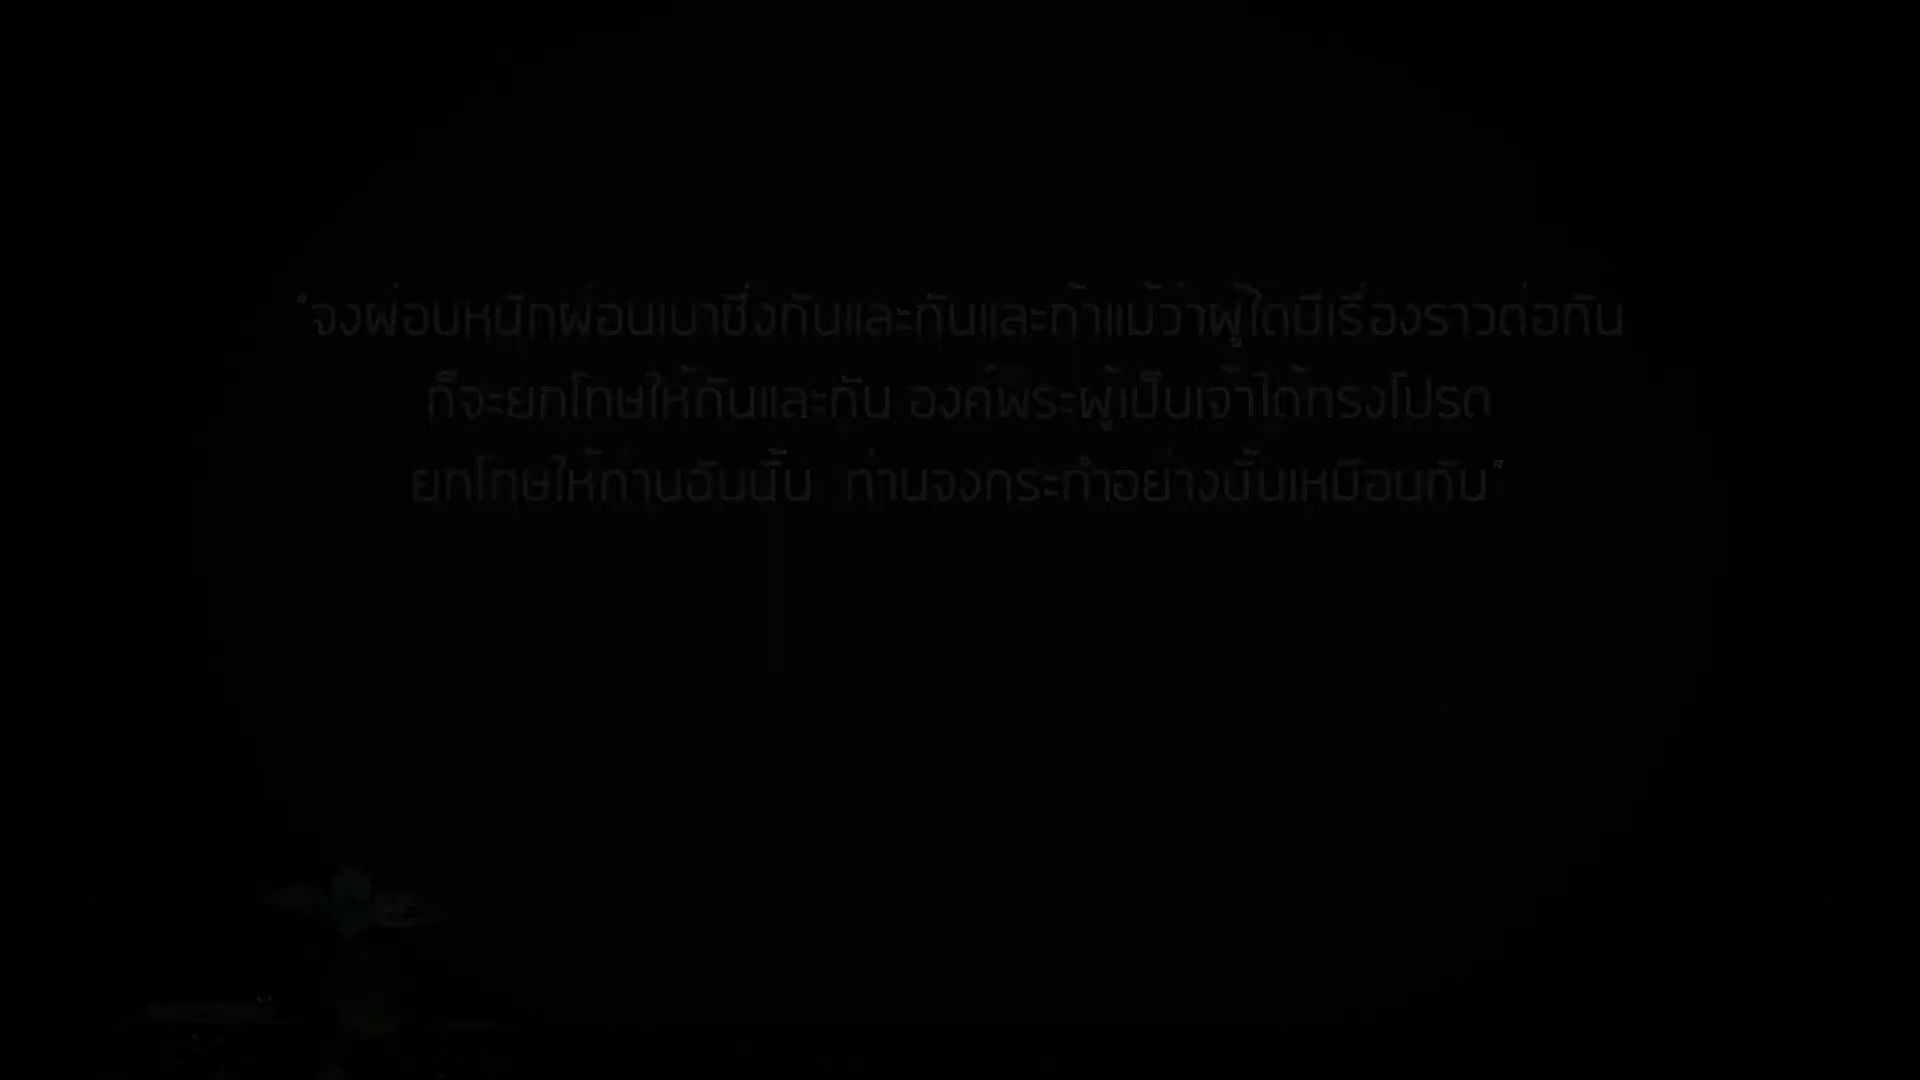 "จงผ่อนหนักผ่อนเบาซึ่งกันและกันและถ้าแม้ว่าผู้ใดมีเรื่องราวต่อกัน
ก็จะยกโทษให้กันและกัน องค์พระผู้เป็นเจ้าได้ทรงโปรด
ยกโทษให้ท่านฉันนั้น ท่านจงกระทำอย่างนั้นเหมือนกัน"